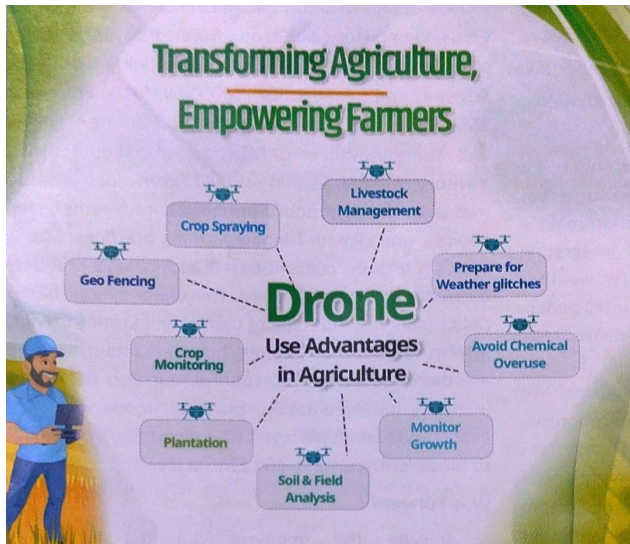 Transforming Agriculture,
Empowering Farmers
Livestock
Management
Crop Spraying
Prepare for
Weather glitches
Geo Fencing
Drone
Use Advantages
in Agriculture
Crop
Monitoring
Avoid Chemical
Overuse
Plantation
Monitor
Growth
Soil & Field
Analysis